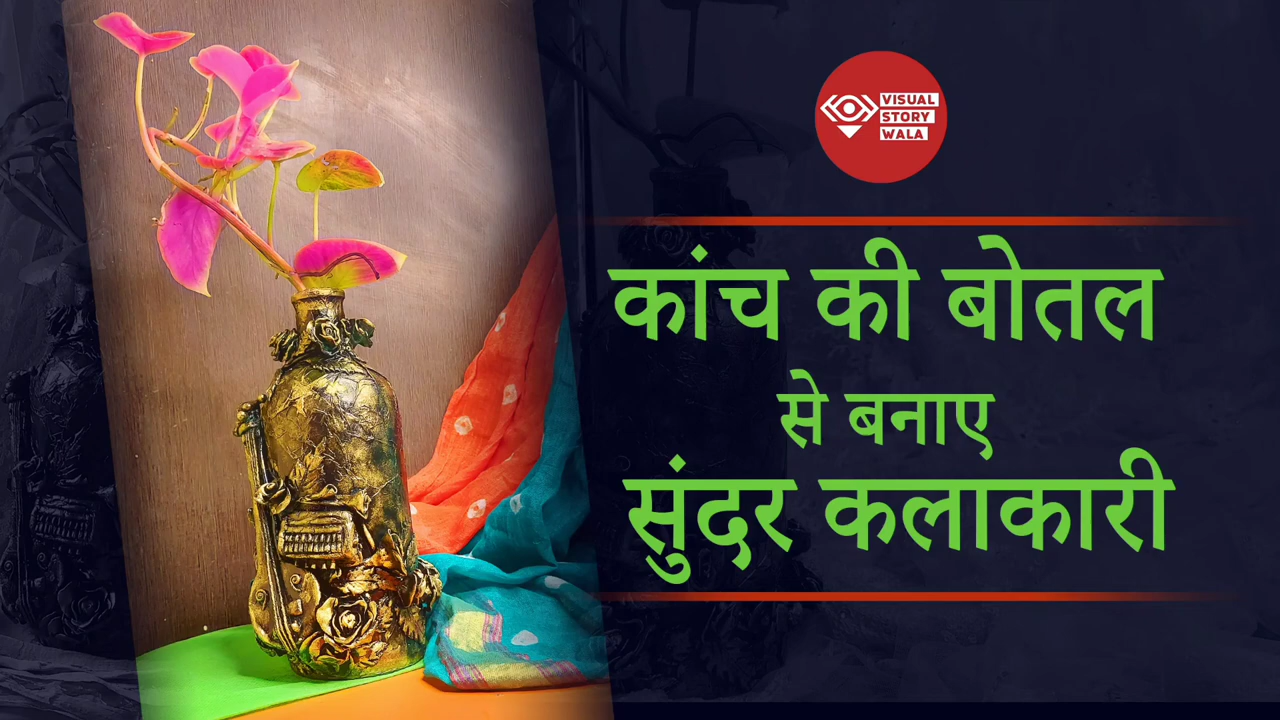 VISUAL
STORY
WALA
कांच की बोतल
से बनाए
सुंदर कलाकारी